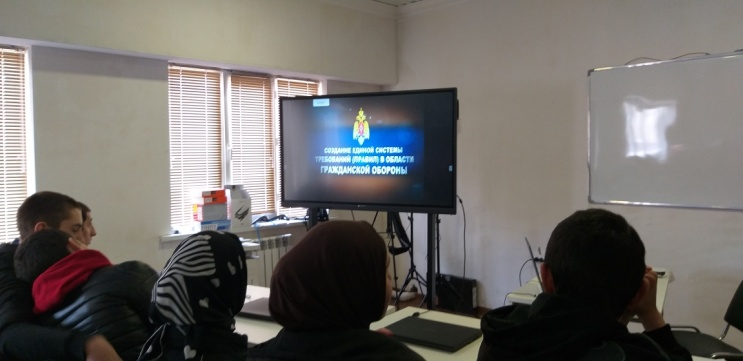 СОЗДАНИЕ ЕДИНОЙ СИСТЕМЫ
ТРЕБОВАНИЙ (ПРАВИЛ) В ОБЛАСТИ
ГРАЖДАНСКОЙ ОБОРОНЫ